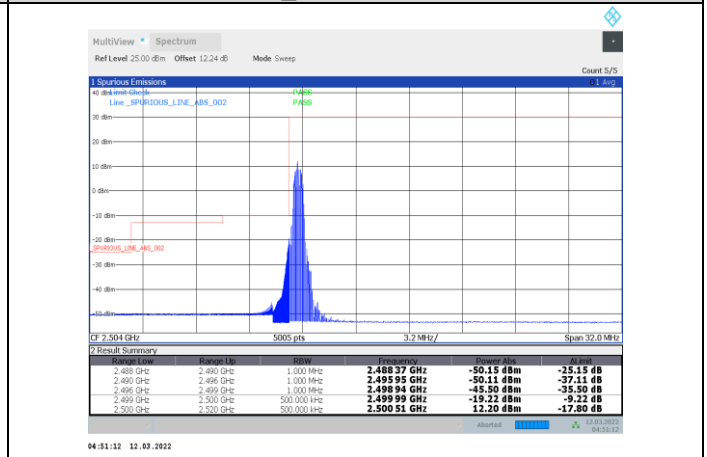 MultiView Spectrum
Ref Level 25.00 dBm Offset 12.24 dB Mode Sweep
Count 5/5
1 Spurious Emissions 1 Avg
40 dBm Limit Check PASS
Line _SPURIOUS_LINE_ABS_002 PASS
30 dBm
20 dBm
10 dBm
0 dBm
-10 dBm
-20 dBm
_SPURIOUS_LINE_ABS_002
-30 dBm
-40 dBm
-50 dBm
CF 2.504 GHz 5005 pts 3.2 MHz/ Span 32.0 MHz
2 Result Summary
Range Low Range Up RBW Frequency Power Abs ΔLimit
2.488 GHz 2.490 GHz 1.000 MHz 2.488 37 GHz -50.15 dBm -25.15 dB
2.490 GHz 2.496 GHz 1.000 MHz 2.495 95 GHz -50.11 dBm -37.11 dB
2.496 GHz 2.499 GHz 1.000 MHz 2.498 94 GHz -45.50 dBm -35.50 dB
2.499 GHz 2.500 GHz 500.000 kHz 2.499 99 GHz -19.22 dBm -9.22 dB
2.500 GHz 2.520 GHz 500.000 kHz 2.500 51 GHz 12.20 dBm -17.80 dB
Aborted 12.03.2022
04:51:12
04:51:12 12.03.2022